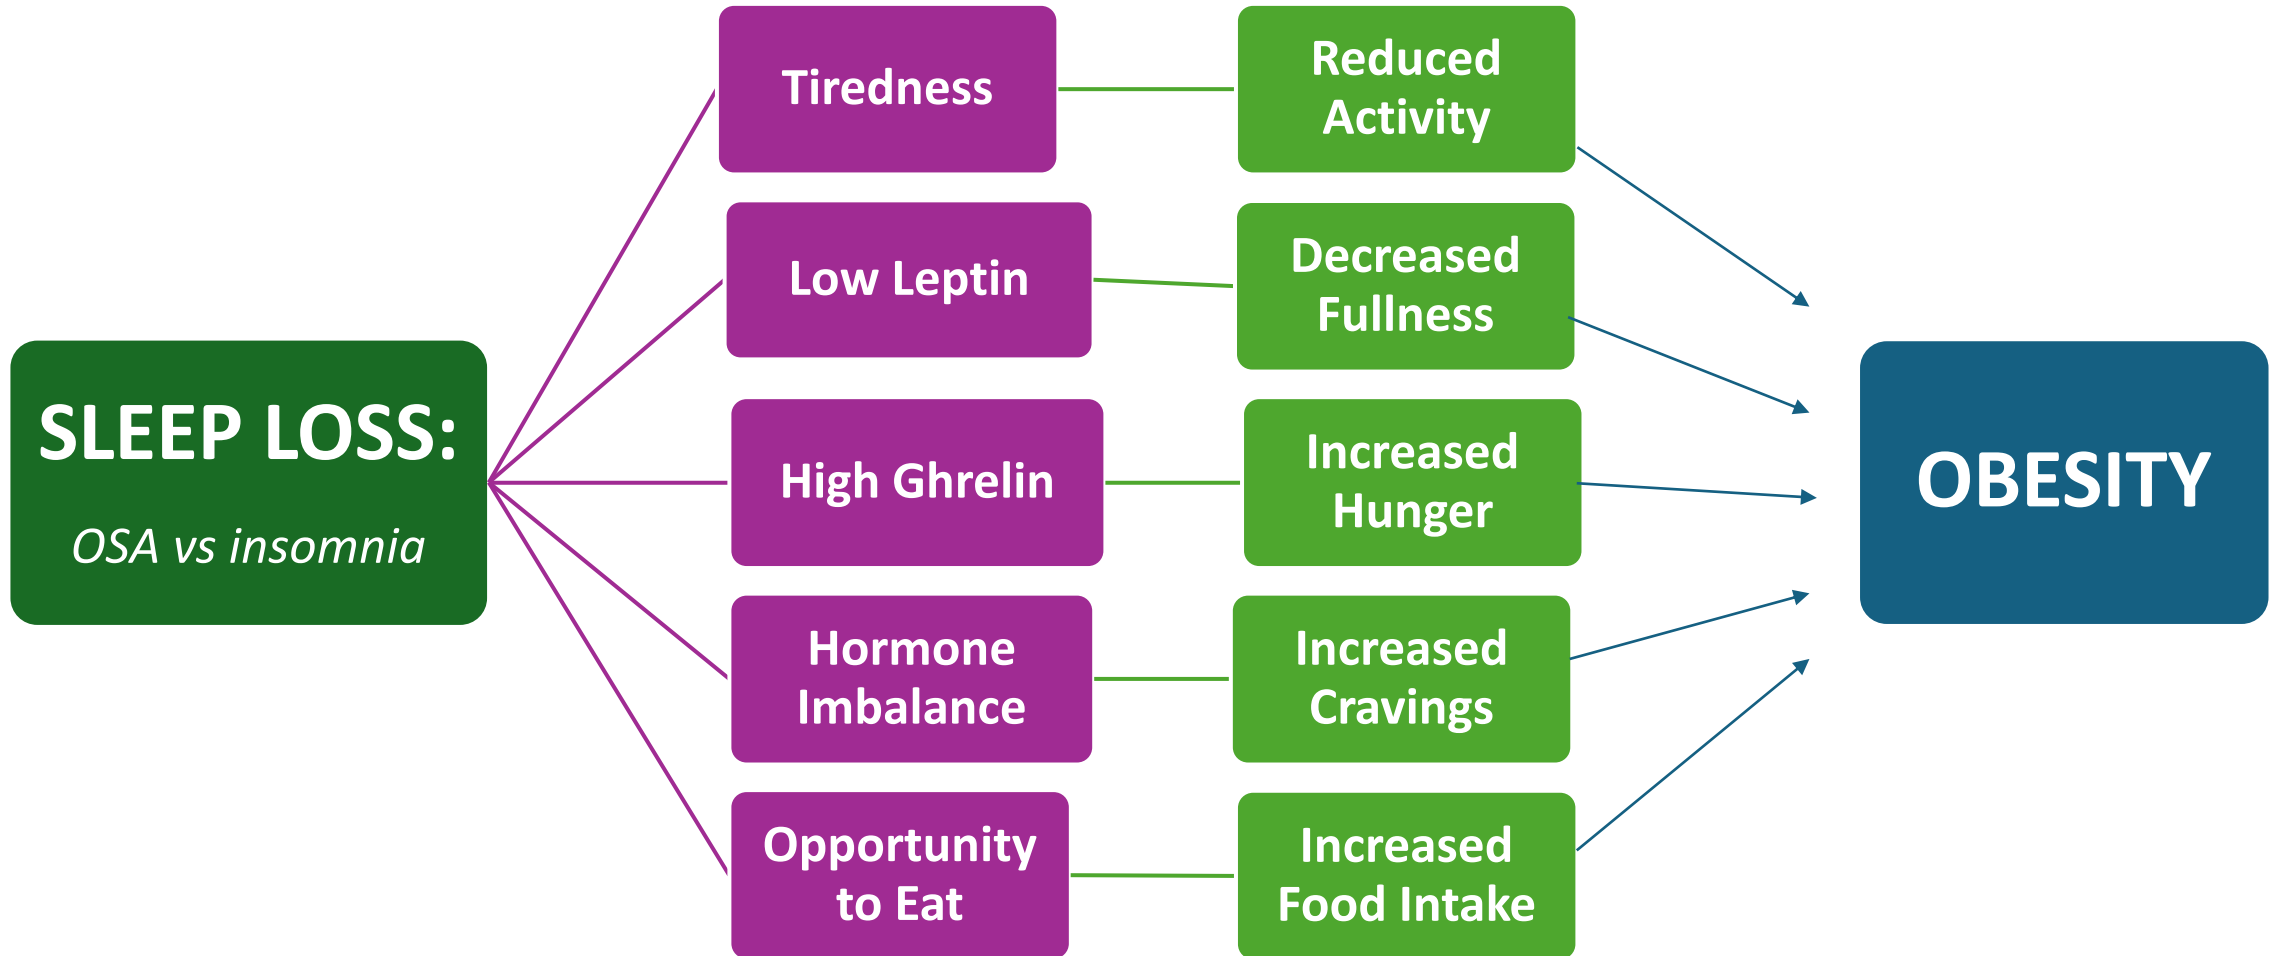 SLEEP LOSS:
OSA vs insomnia
Tiredness
Reduced
Activity
Low Leptin
Decreased
Fullness
High Ghrelin
Increased
Hunger
Hormone
Imbalance
Increased
Cravings
Opportunity
to Eat
Increased
Food Intake
OBESITY